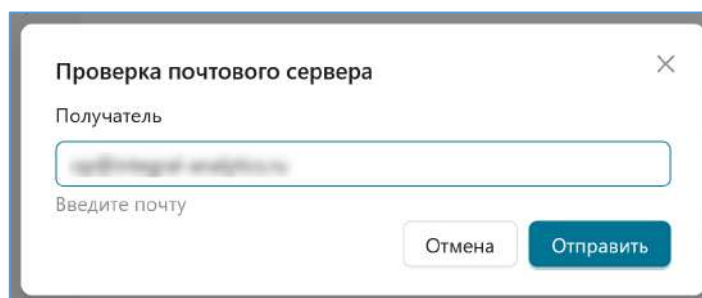 Проверка почтового сервера
Получатель
Введите почту
Отмена
Отправить